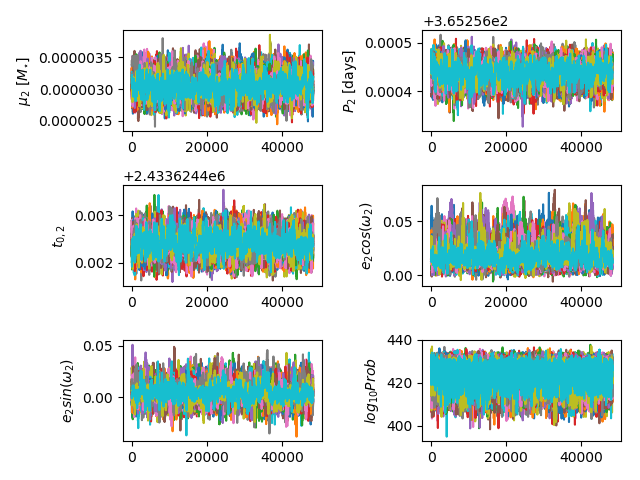 +3.65256e2
μ₂ [M⋆]
0.0000035
0.0000030
0.0000025
0 20000 40000
P₂ [days]
0.0005
0.0004
0 20000 40000
+2.4336244e6
t₀,₂
0.003
0.002
0 20000 40000
e₂cos(ω₂)
0.05
0.00
0 20000 40000
e₂sin(ω₂)
0.05
0.00
0 20000 40000
log₁₀Prob
440
420
400
0 20000 40000